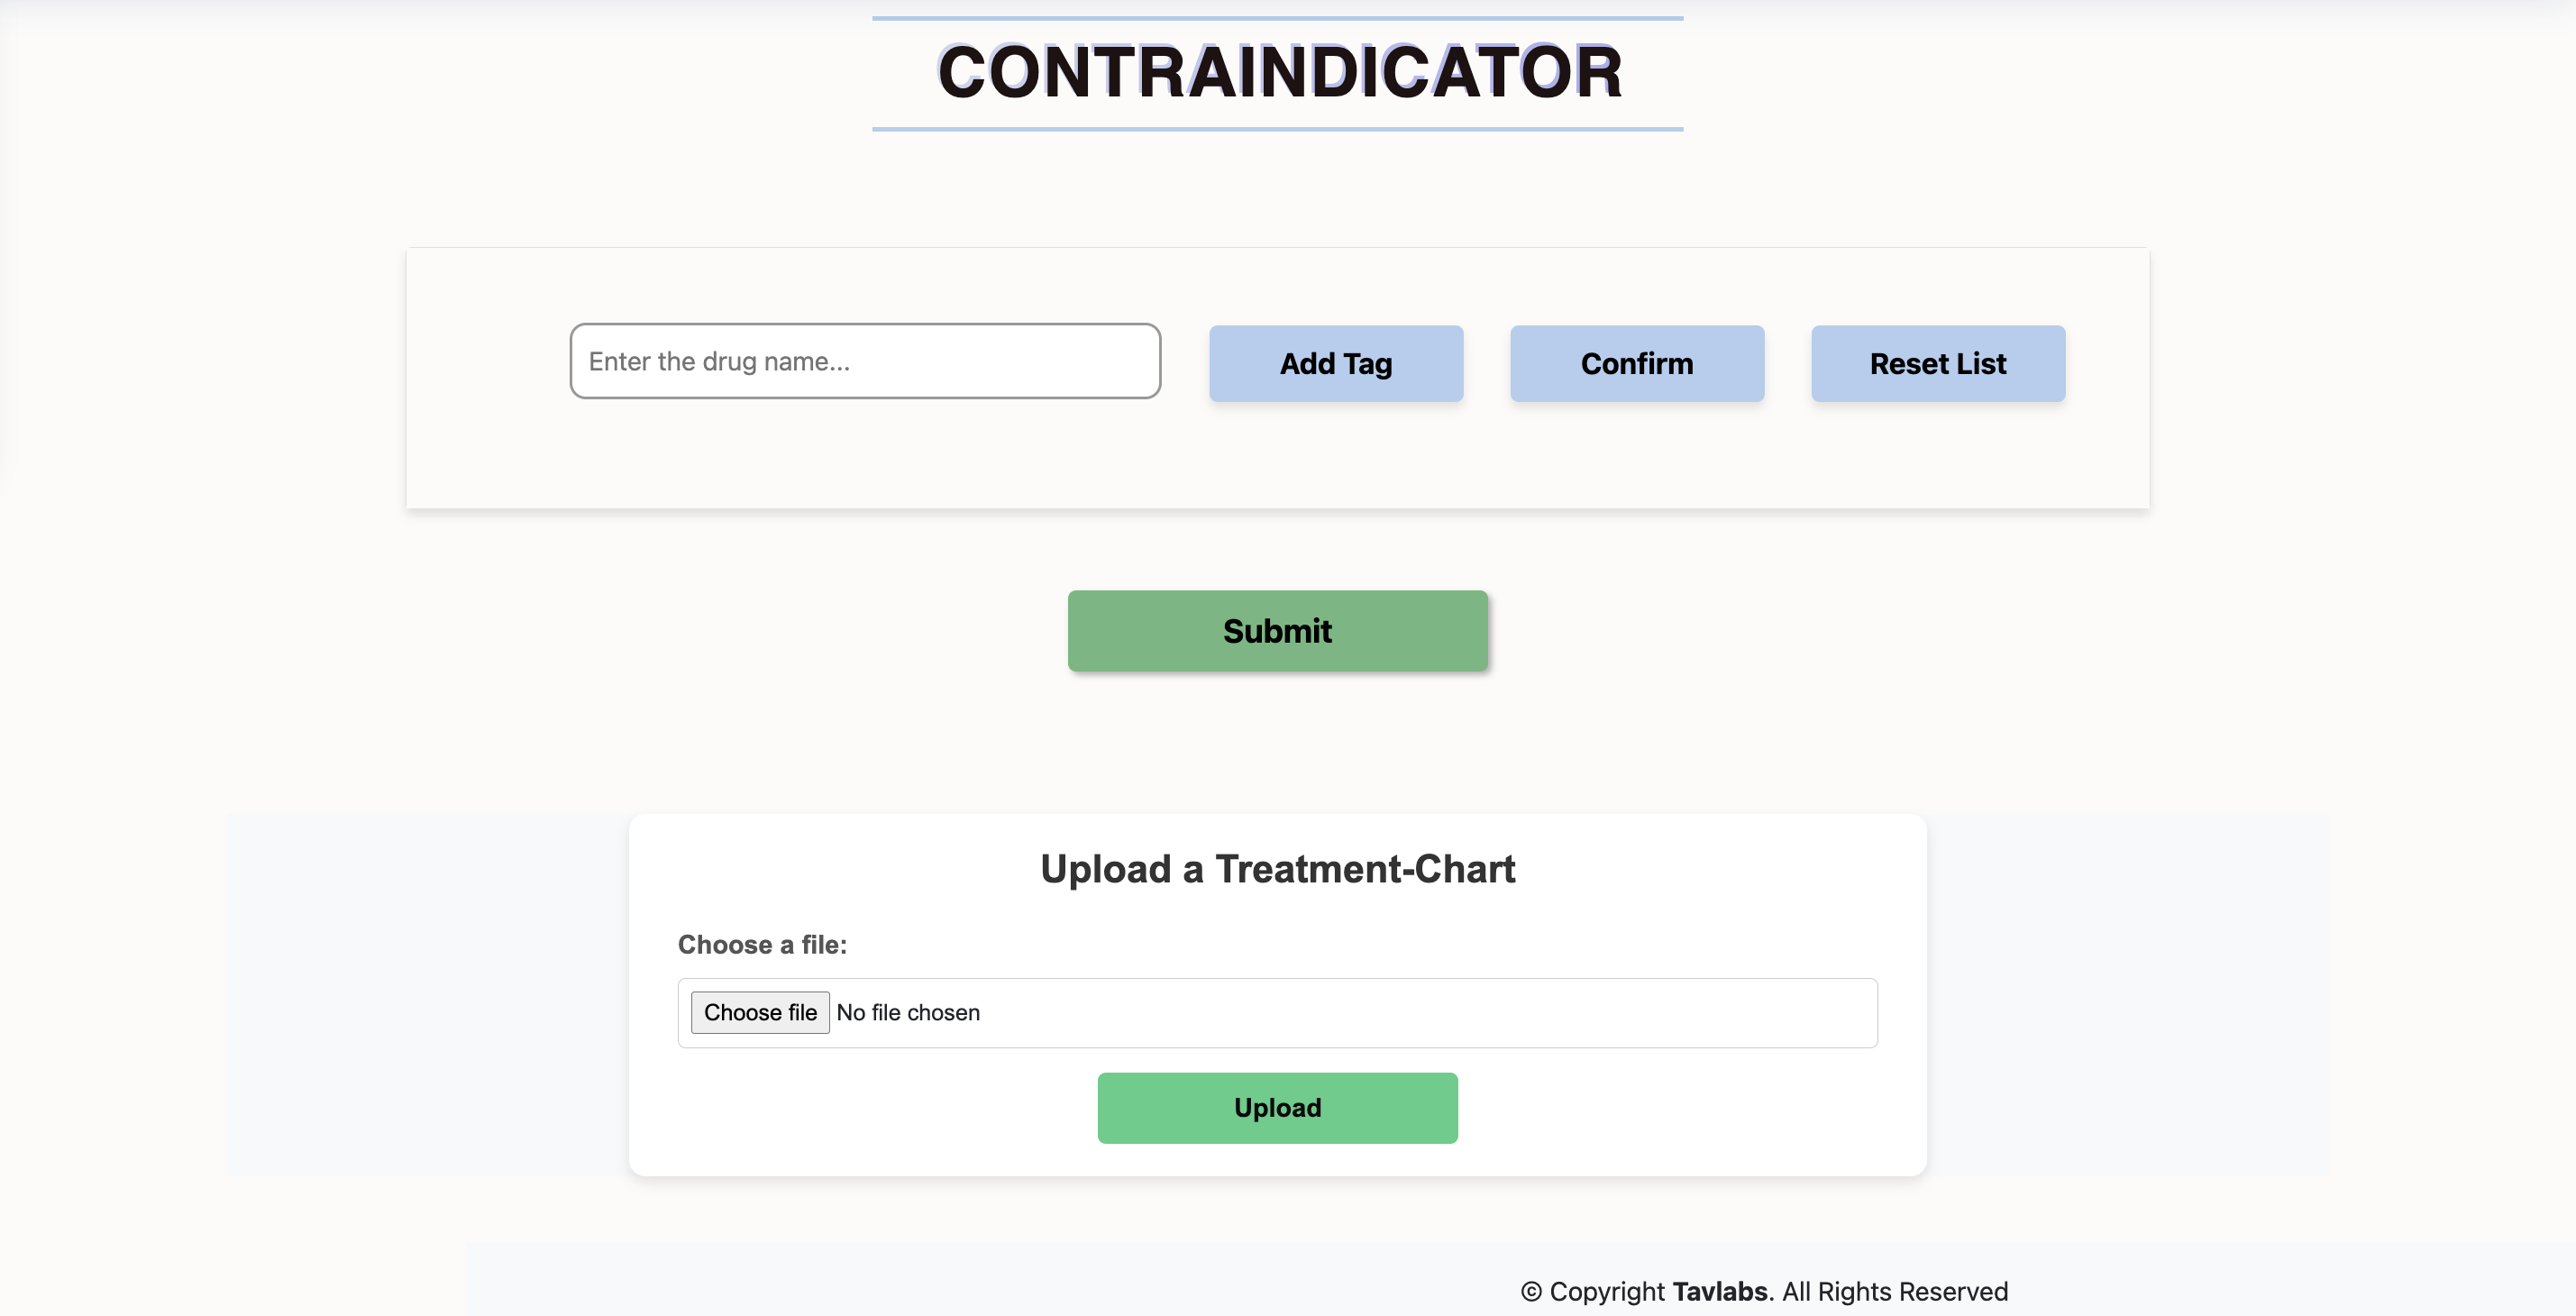 CONTRAINDICATOR
Enter the drug name...
Add Tag
Confirm
Reset List
Submit
Upload a Treatment-Chart
Choose a file:
Choose file No file chosen
Upload
© Copyright Tavlabs. All Rights Reserved